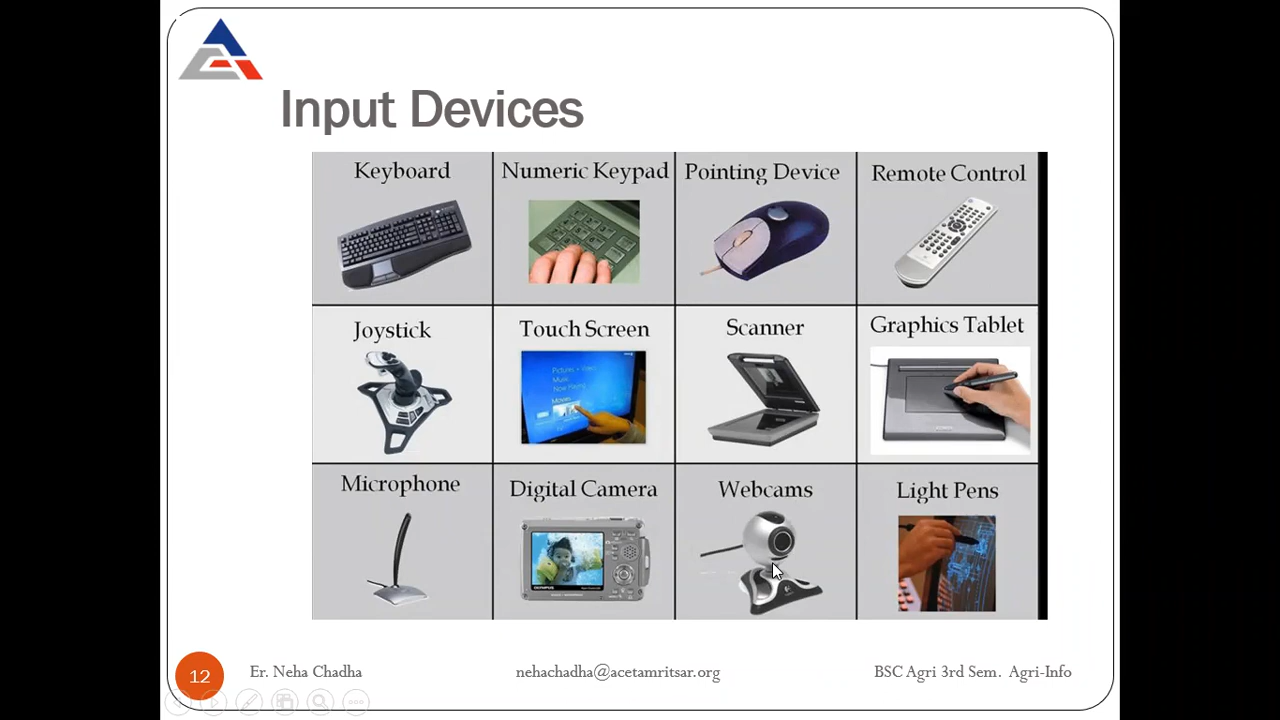 Input Devices
Keyboard
Numeric Keypad
Pointing Device
Remote Control
Joystick
Touch Screen
Scanner
Graphics Tablet
Microphone
Digital Camera
Webcams
Light Pens
OLYMPUS
12
Er. Neha Chadha
nehachadha@acetamritsar.org
BSC Agri 3rd Sem. Agri-Info